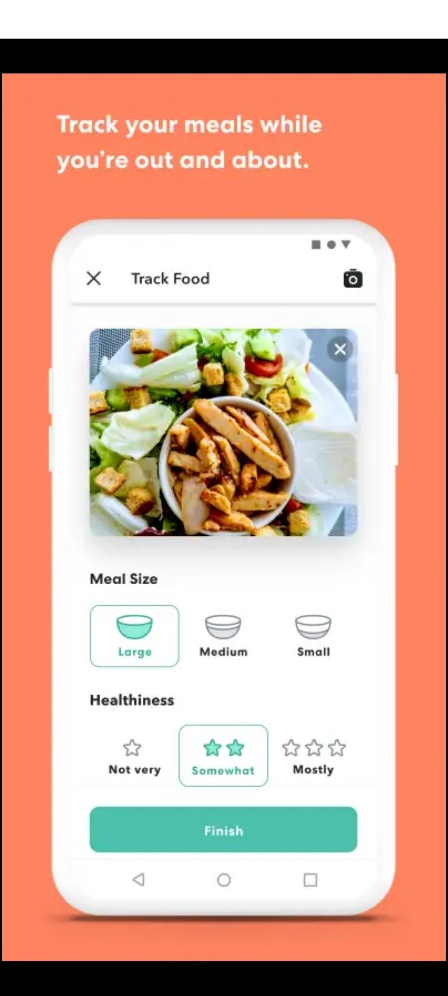 Track your meals while
you're out and about.
Track Food
Meal Size
Large
Medium
Small
Healthiness
Not very
Somewhat
Mostly
Finish